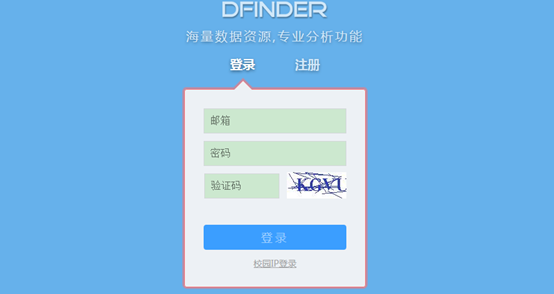 DFINDER
海量数据资源,专业分析功能
登录 注册
邮箱
密码
验证码 KGVU
登录
校园IP登录